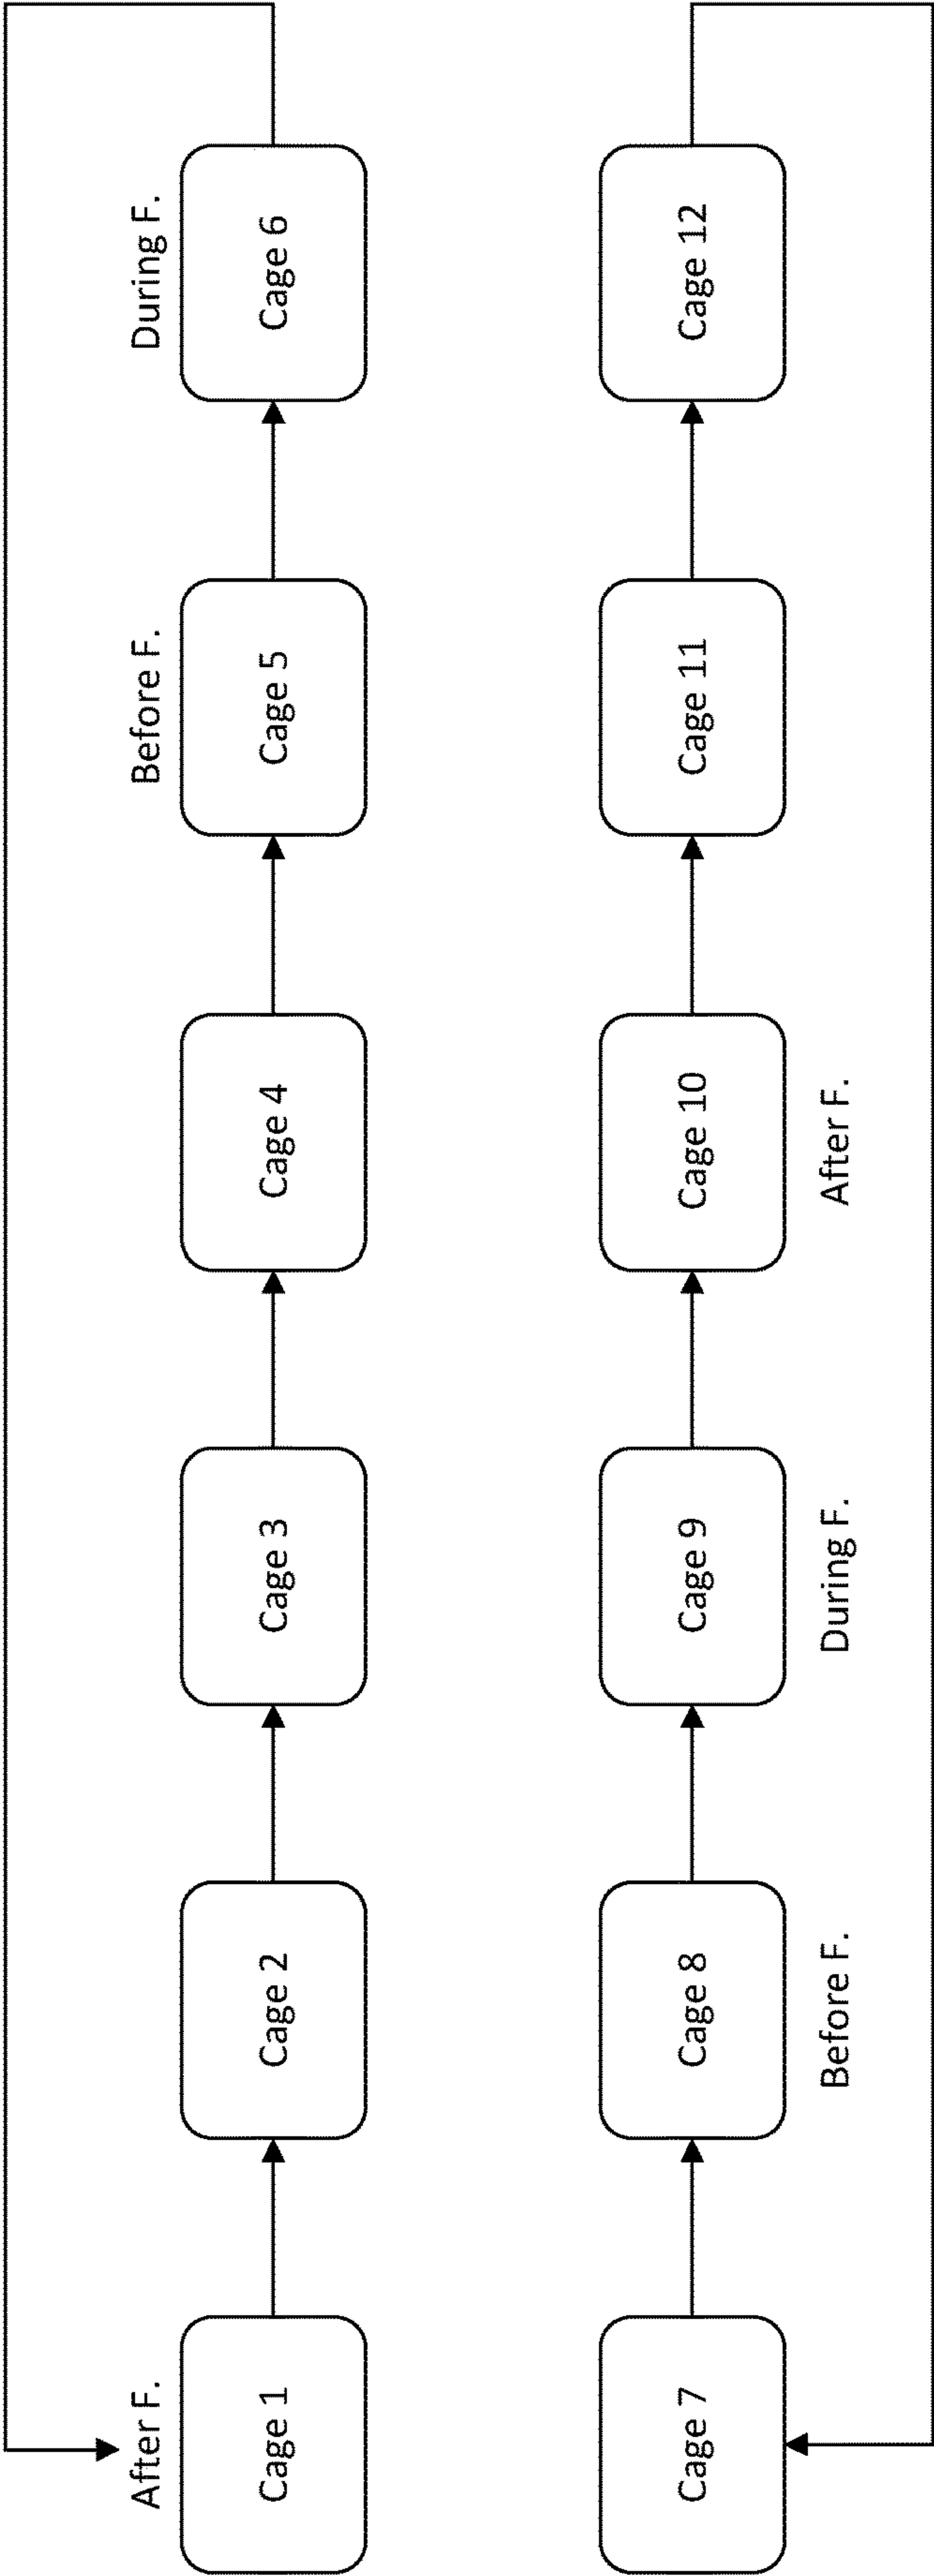 After F.
Before F.
During F.
Cage 1
Cage 2
Cage 3
Cage 4
Cage 5
Cage 6
Cage 7
Cage 8
Cage 9
Cage 10
Cage 11
Cage 12
Before F.
During F.
After F.